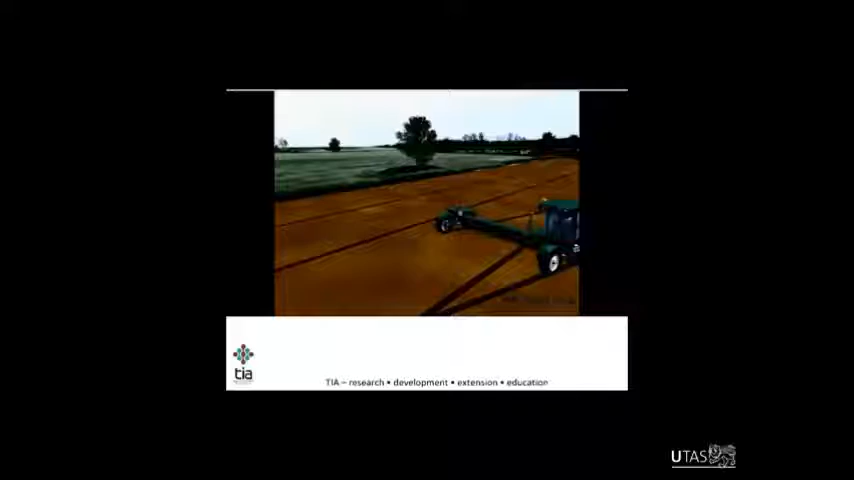 tia
TIA – research • development • extension • education
UTAS